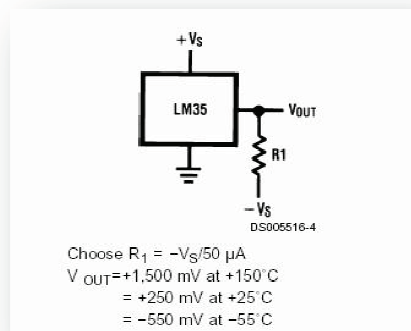 +VS
LM35
VOUT
R1
−VS
DS005516-4
Choose R1 = −VS/50 µA
V OUT=+1,500 mV at +150°C
= +250 mV at +25°C
= −550 mV at −55°C